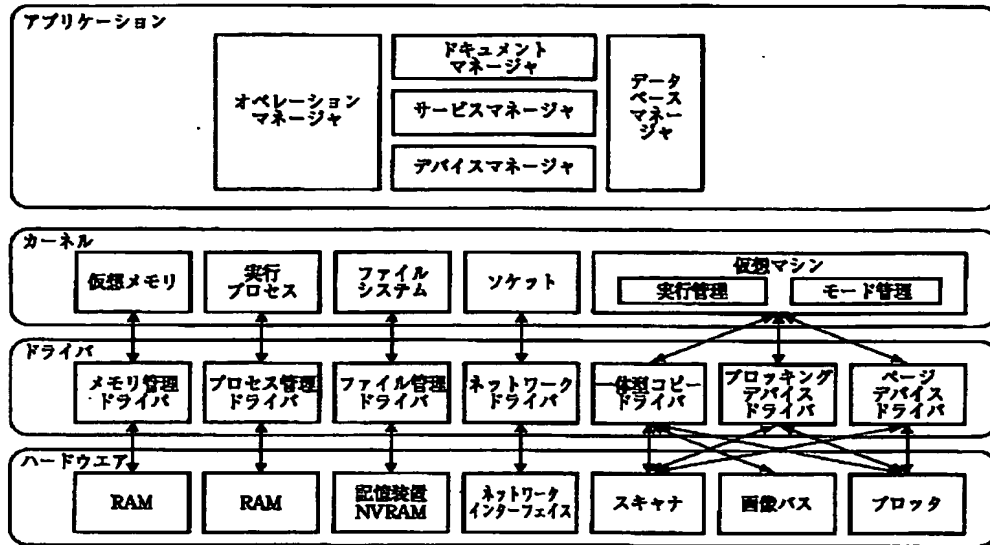 アプリケーション
オペレーション
マネージャ
ドキュメント
マネージャ
サービスマネージャ
デバイスマネージャ
データ
ベース
マネー
ジャ
カーネル
仮想メモリ
実行
プロセス
ファイル
システム
ソケット
仮想マシン
実行管理
モード管理
ドライバ
メモリ管理
ドライバ
プロセス管理
ドライバ
ファイル管理
ドライバ
ネットワーク
ドライバ
一体型コピー
ドライバ
ブロッキング
デバイス
ドライバ
ページ
デバイス
ドライバ
ハードウエア
RAM
RAM
記憶装置
NVRAM
ネットワータ
インターフェイス
スキャナ
画像バス
プロッタ